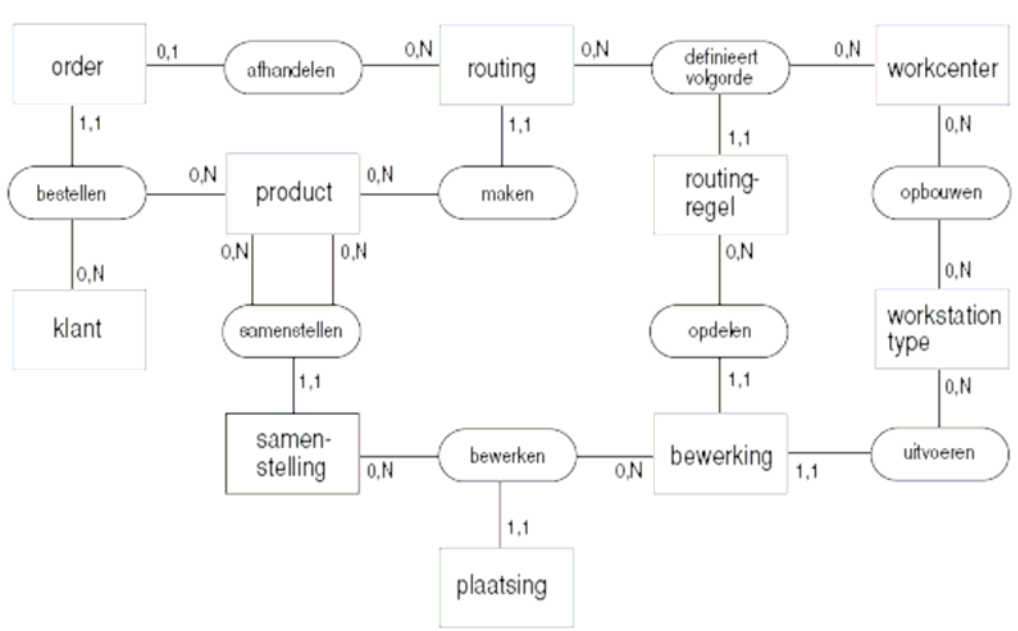 order
0,1
afhandelen
0,N
routing
0,N
definieert
volgorde
0,N
workcenter
1,1
1,1
1,1
0,N
bestellen
0,N
product
0,N
maken
routing-
regel
opbouwen
0,N
0,N
0,N
0,N
0,N
klant
samenstellen
opdelen
workstation
type
1,1
1,1
0,N
samen-
stelling
0,N
bewerken
0,N
bewerking
1,1
uitvoeren
1,1
plaatsing